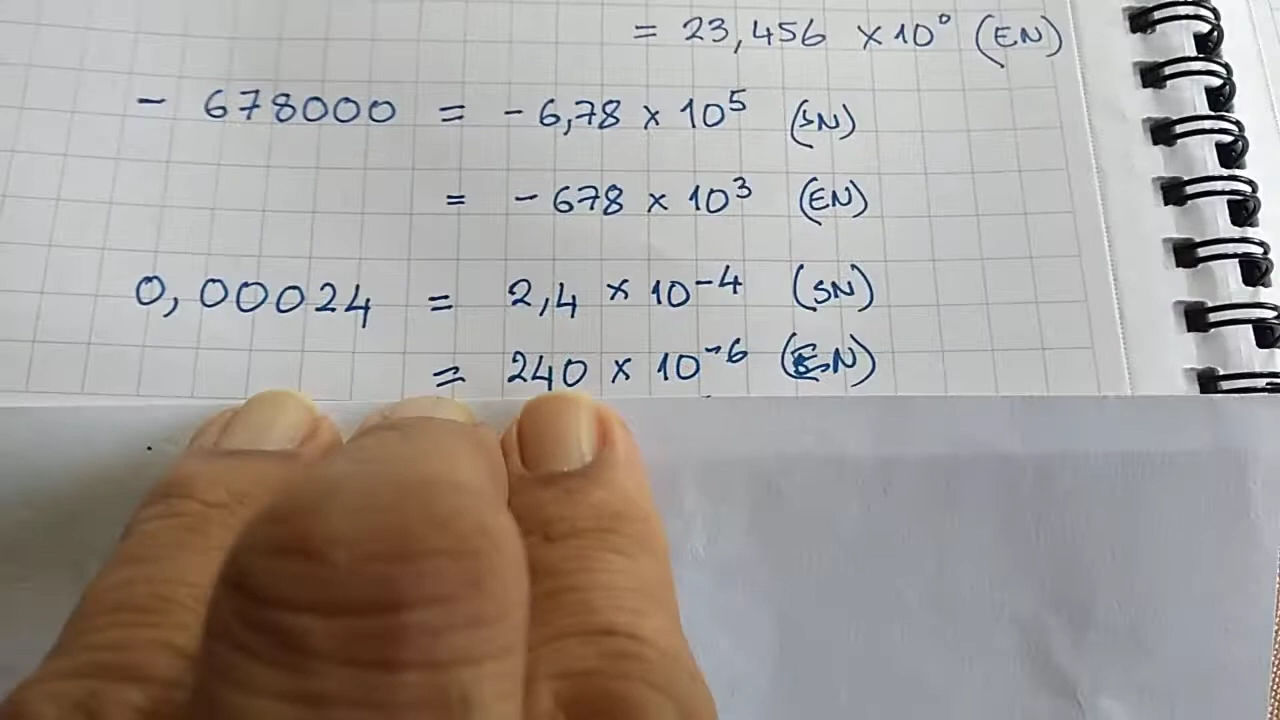 = 23,456 × 10⁰ (EN)
- 678000 = - 6,78 × 10⁵ (SN)
= - 678 × 10³ (EN)
0,00024 = 2,4 × 10⁻⁴ (SN)
= 240 × 10⁻⁶ (EN)